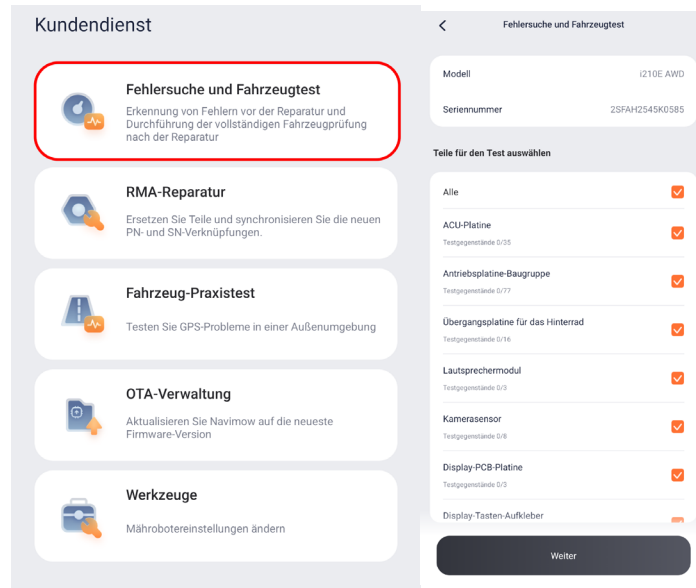 Kundendienst
Fehlersuche und Fahrzeugtest
Erkennung von Fehlern vor der Reparatur und
Durchführung der vollständigen Fahrzeugprüfung
nach der Reparatur
RMA-Reparatur
Ersetzen Sie Teile und synchronisieren Sie die neuen
PN- und SN-Verknüpfungen.
Fahrzeug-Praxistest
Testen Sie GPS-Probleme in einer Außenumgebung
OTA-Verwaltung
Aktualisieren Sie Navimow auf die neueste
Firmware-Version
Werkzeuge
Mährobotereinstellungen ändern
Fehlersuche und Fahrzeugtest
Modell i210E AWD
Seriennummer 2SFAH2545K0585
Teile für den Test auswählen
Alle
ACU-Platine
Testgegenstände 0/35
Antriebsplatine-Baugruppe
Testgegenstände 0/77
Übergangsplatine für das Hinterrad
Testgegenstände 0/16
Lautsprechermodul
Testgegenstände 0/3
Kamerasensor
Testgegenstände 0/8
Display-PCB-Platine
Testgegenstände 0/3
Display-Tasten-Aufkleber
Weiter